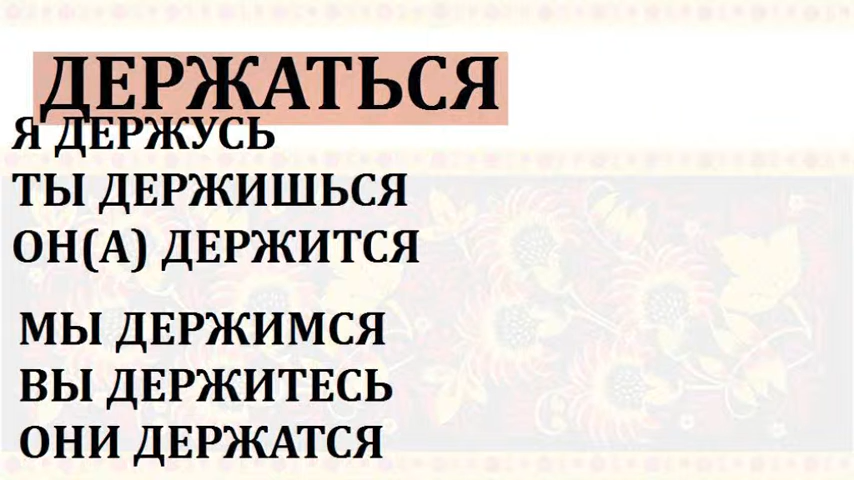 ДЕРЖАТЬСЯ
Я ДЕРЖУСЬ
ТЫ ДЕРЖИШЬСЯ
ОН(А) ДЕРЖИТСЯ
МЫ ДЕРЖИМСЯ
ВЫ ДЕРЖИТЕСЬ
ОНИ ДЕРЖАТСЯ